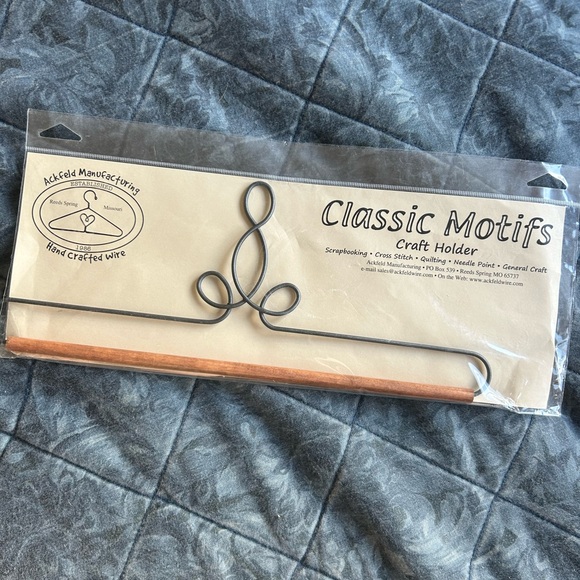 Ackfeld Manufacturing
ESTABLISHED
Reeds Spring Missouri
1986
Hand Crafted Wire
Classic Motifs
Craft Holder
Scrapbooking • Cross Stitch • Quilting • Needle Point • General Craft
Ackfeld Manufacturing • PO Box 539 • Reeds Spring MO 65737
e-mail sales@ackfeldwire.com • On the Web: www.ackfeldwire.com